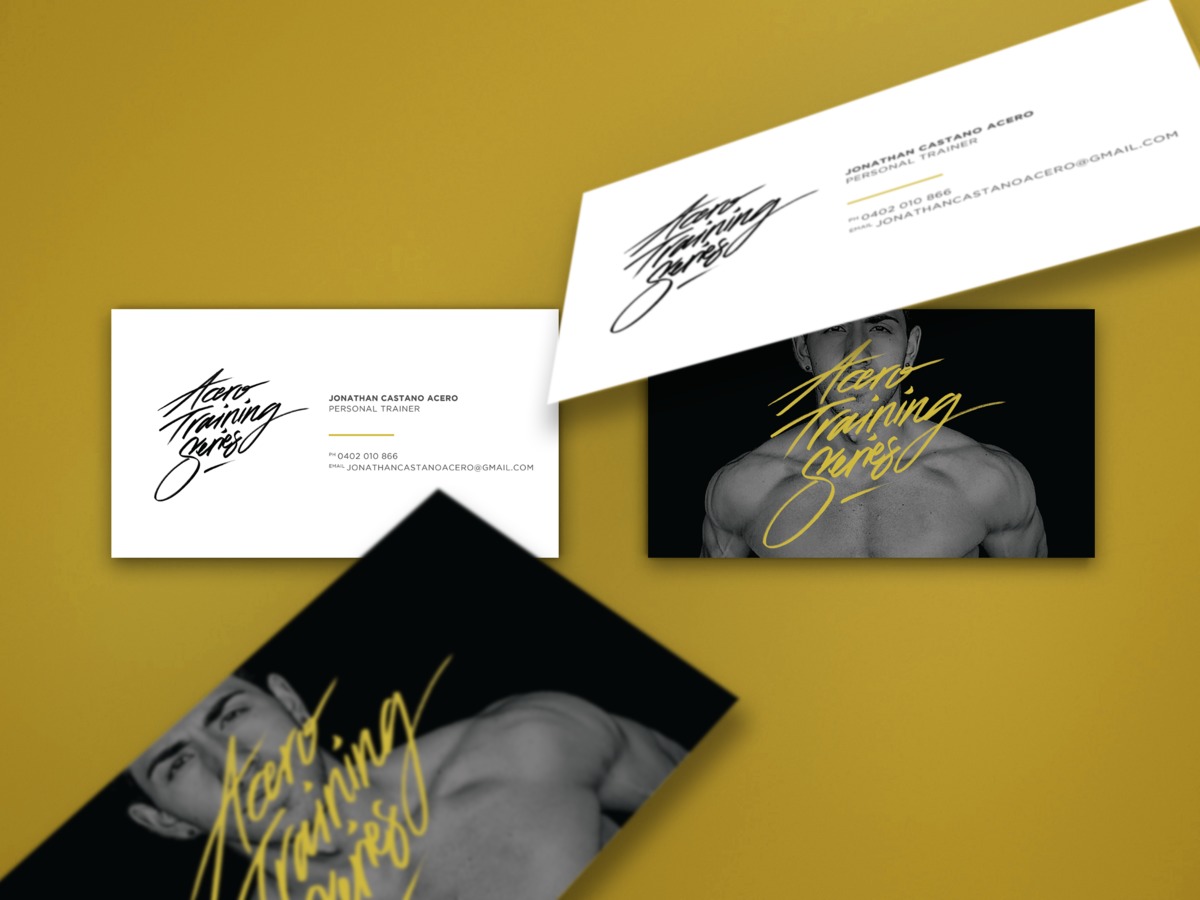 JONATHAN CASTANO ACERO
PERSONAL TRAINER
PH 0402 010 866
EMAIL JONATHANCASTANOACERO@GMAIL.COM
Acero
Training
Series
Acero
Training
Series
JONATHAN CASTANO ACERO
PERSONAL TRAINER
PH 0402 010 866
EMAIL JONATHANCASTANOACERO@GMAIL.COM
Acero
Training
Series
Acero
Training
Series